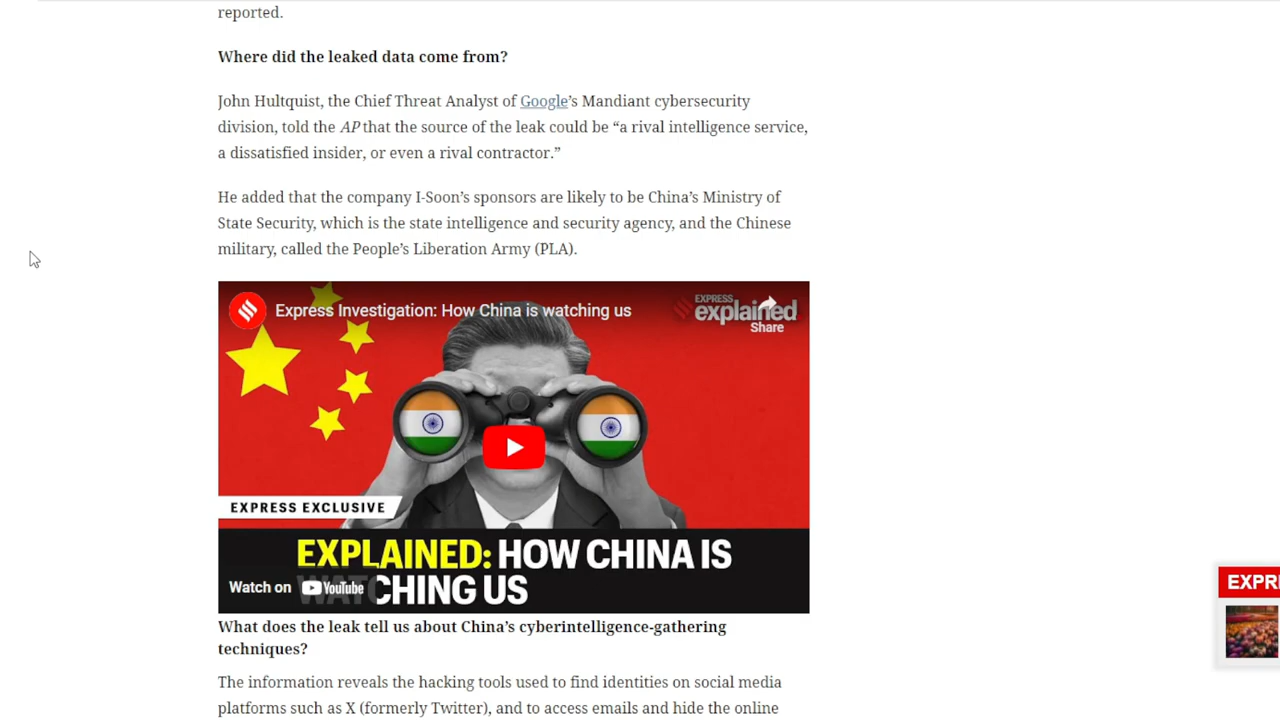 reported.
Where did the leaked data come from?
John Hultquist, the Chief Threat Analyst of Google's Mandiant cybersecurity
division, told the AP that the source of the leak could be “a rival intelligence service,
a dissatisfied insider, or even a rival contractor.”
He added that the company I-Soon’s sponsors are likely to be China’s Ministry of
State Security, which is the state intelligence and security agency, and the Chinese
military, called the People’s Liberation Army (PLA).
Express Investigation: How China is watching us
EXPRESS
explained
Share
EXPRESS EXCLUSIVE
EXPLAINED: HOW CHINA IS
WATCHING US
Watch on YouTube
What does the leak tell us about China’s cyberintelligence-gathering
techniques?
The information reveals the hacking tools used to find identities on social media
platforms such as X (formerly Twitter), and to access emails and hide the online
EXPR